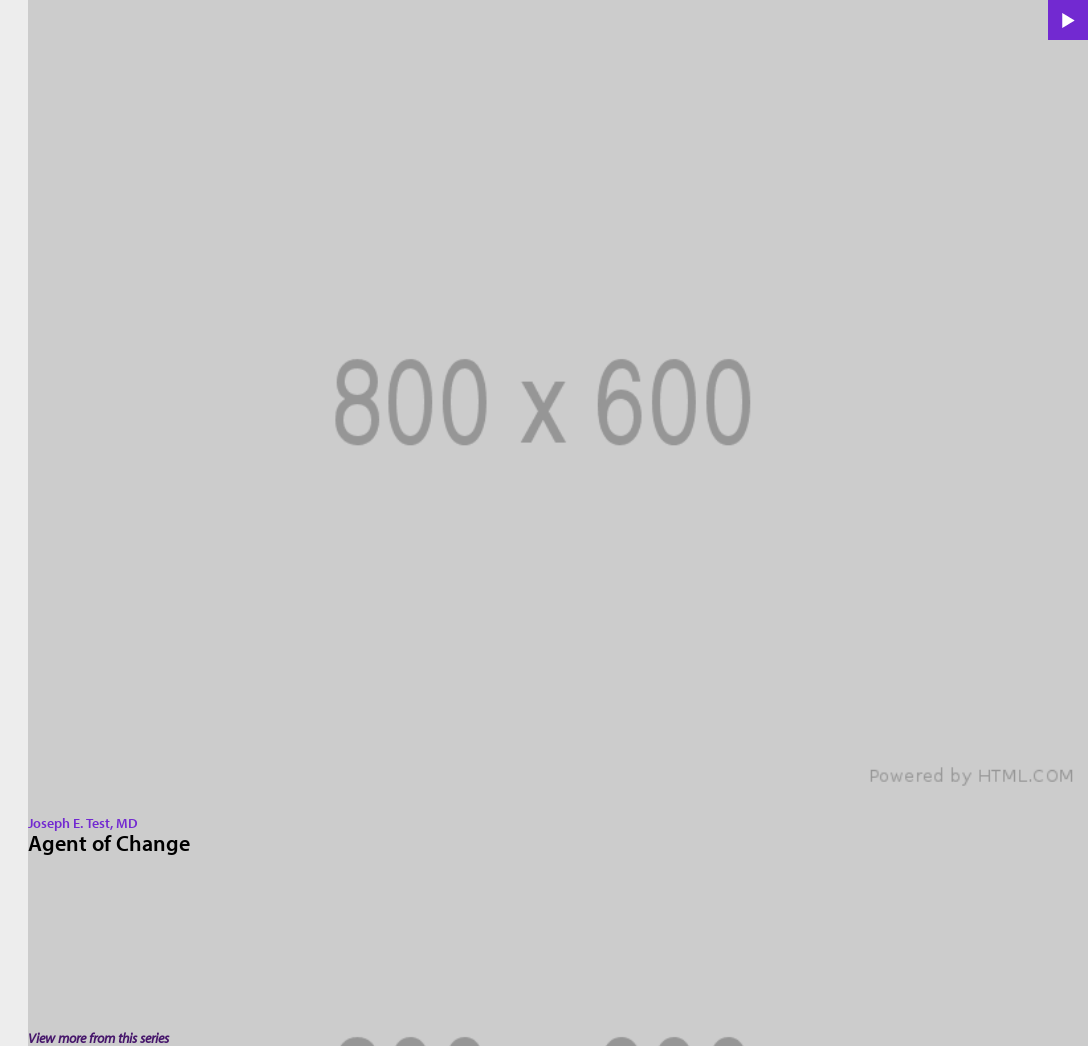 800 x 600
Powered by HTML.COM
Joseph E. Test, MD
Agent of Change
View more from this series